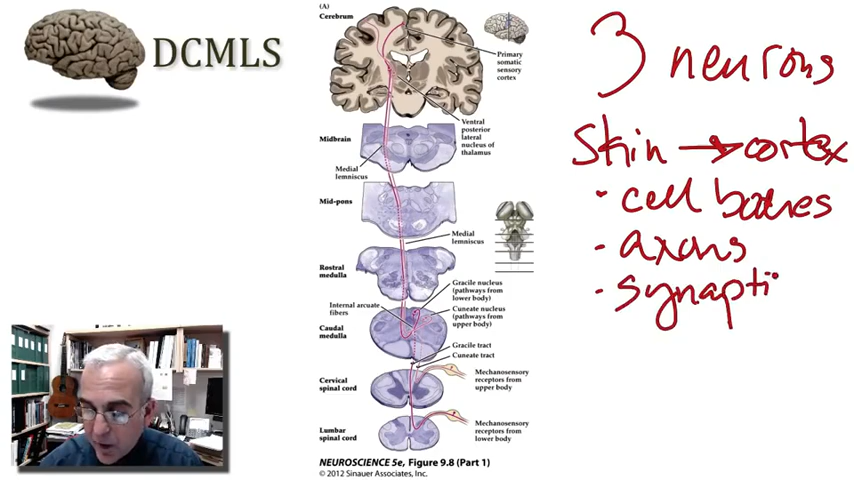 DCMLS
(A)
Cerebrum
Primary
somatic
sensory
cortex
Ventral
posterior
lateral
nucleus of
thalamus
Midbrain
Medial
lemniscus
Mid-pons
Medial
lemniscus
Rostral
medulla
Gracile nucleus
(pathways from
lower body)
Internal arcuate
fibers
Cuneate nucleus
(pathways from
upper body)
Caudal
medulla
Gracile tract
Cuneate tract
Cervical
spinal cord
Mechanosensory
receptors from
upper body
Lumbar
spinal cord
Mechanosensory
receptors from
lower body
NEUROSCIENCE 5e, Figure 9.8 (Part 1)
© 2012 Sinauer Associates, Inc.
3 neurons
Skin → cortex
· cell bodies
- axons
- synapti